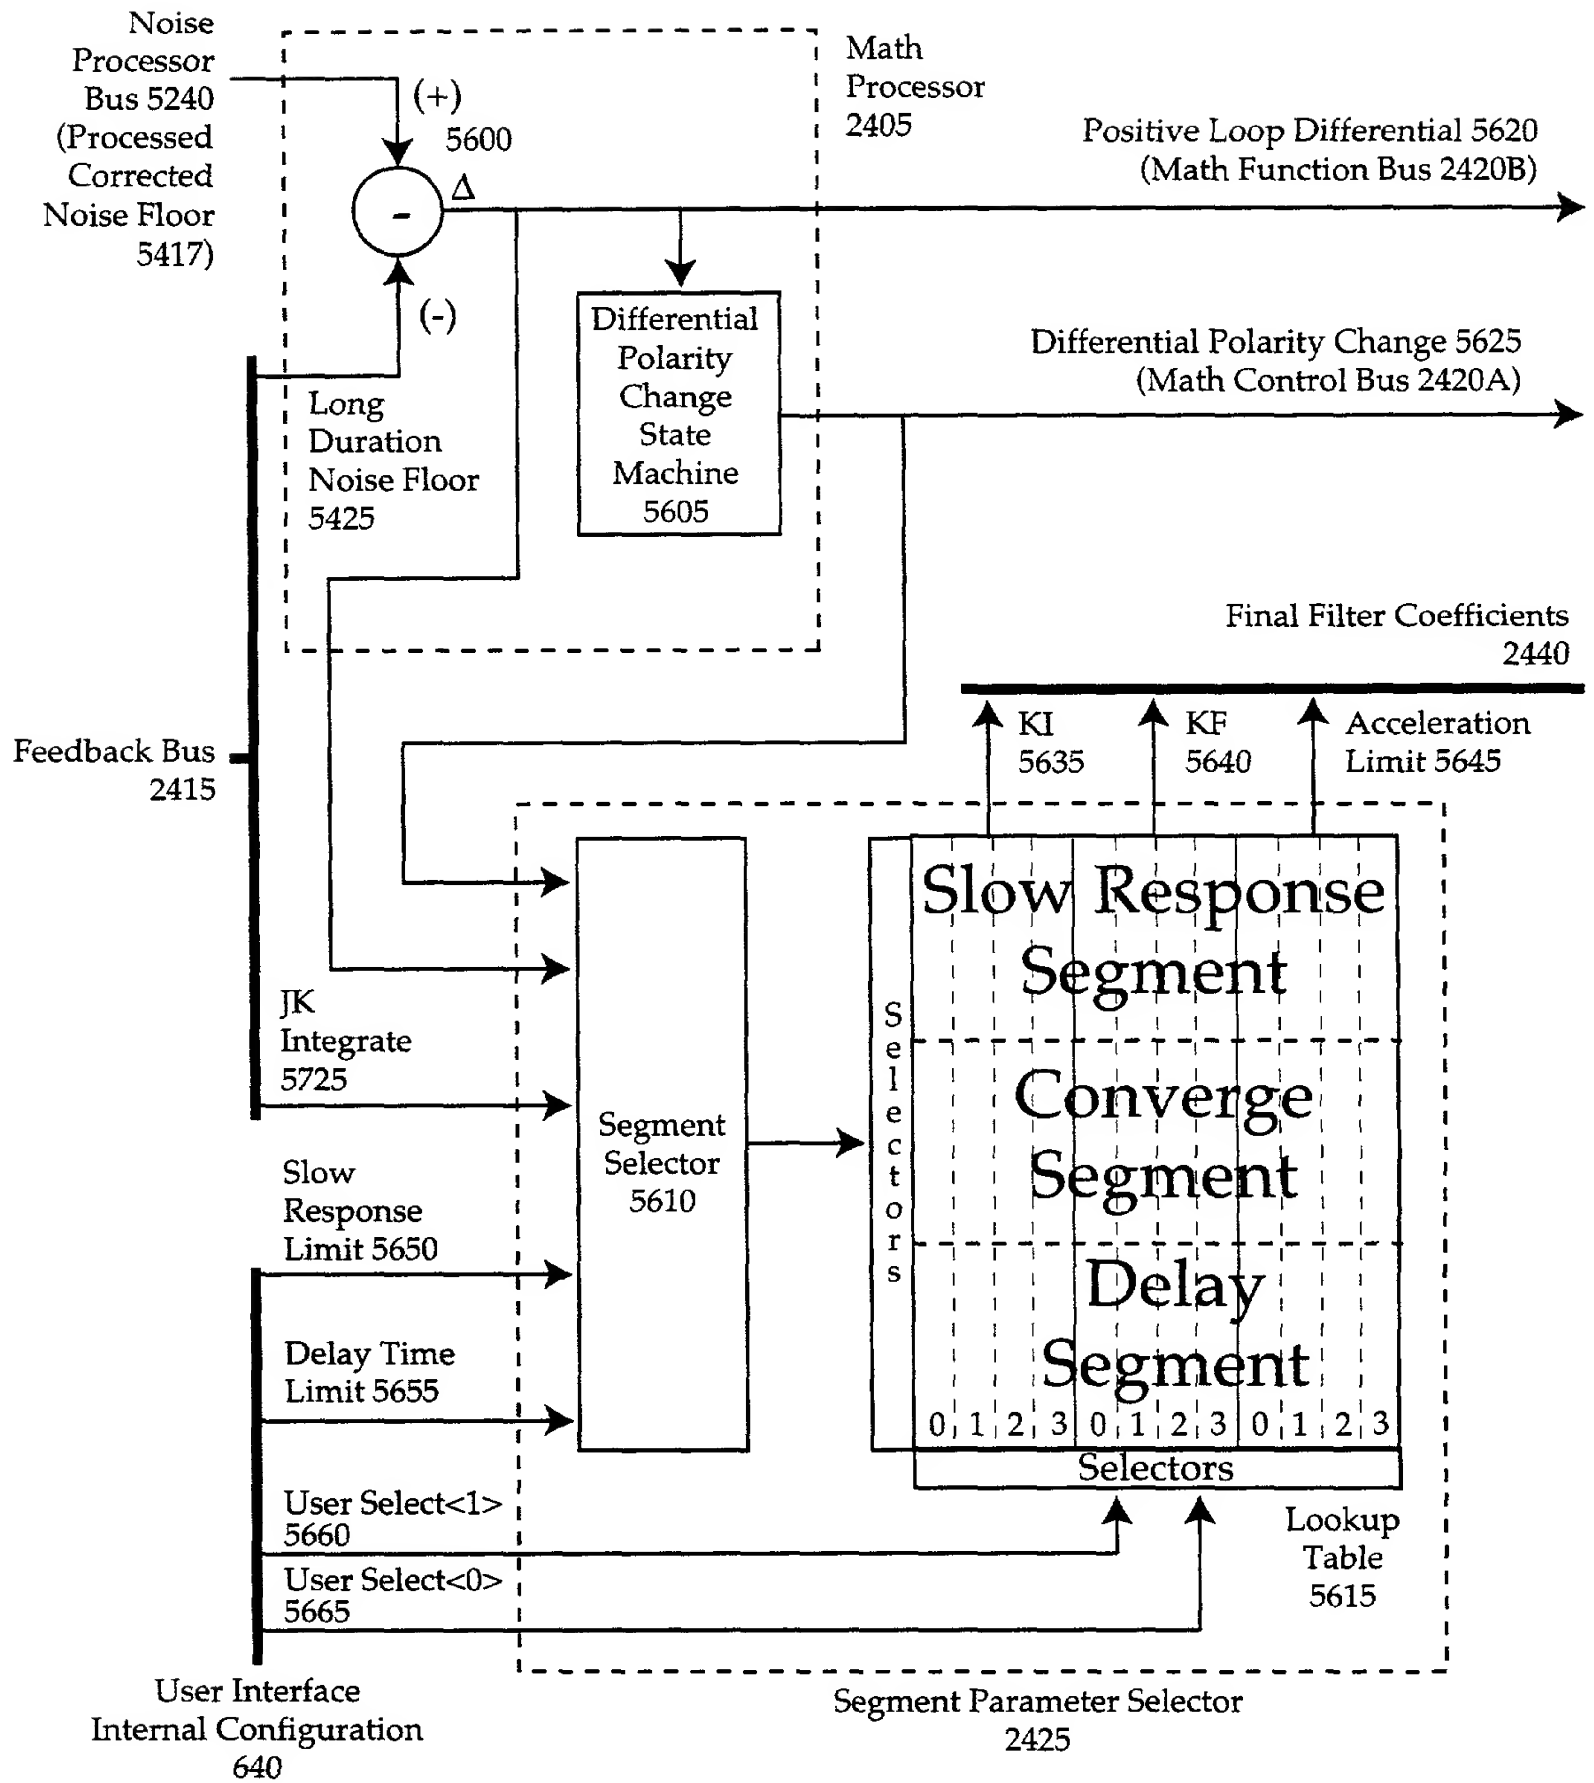 Noise
Processor
Bus 5240
(Processed
Corrected
Noise Floor
5417)
(+)
5600
Δ
-
(-)
Math
Processor
2405
Positive Loop Differential 5620
(Math Function Bus 2420B)
Differential
Polarity
Change
State
Machine
5605
Differential Polarity Change 5625
(Math Control Bus 2420A)
Long
Duration
Noise Floor
5425
Final Filter Coefficients
2440
Feedback Bus
2415
KI
5635
KF
5640
Acceleration
Limit 5645
JK
Integrate
5725
Slow
Response
Limit 5650
Delay Time
Limit 5655
User Select<1>
5660
User Select<0>
5665
User Interface
Internal Configuration
640
Segment
Selector
5610
Selectors
Slow Response
Segment
Converge
Segment
Delay
Segment
0 1 2 3 0 1 2 3 0 1 2 3
Selectors
Lookup
Table
5615
Segment Parameter Selector
2425